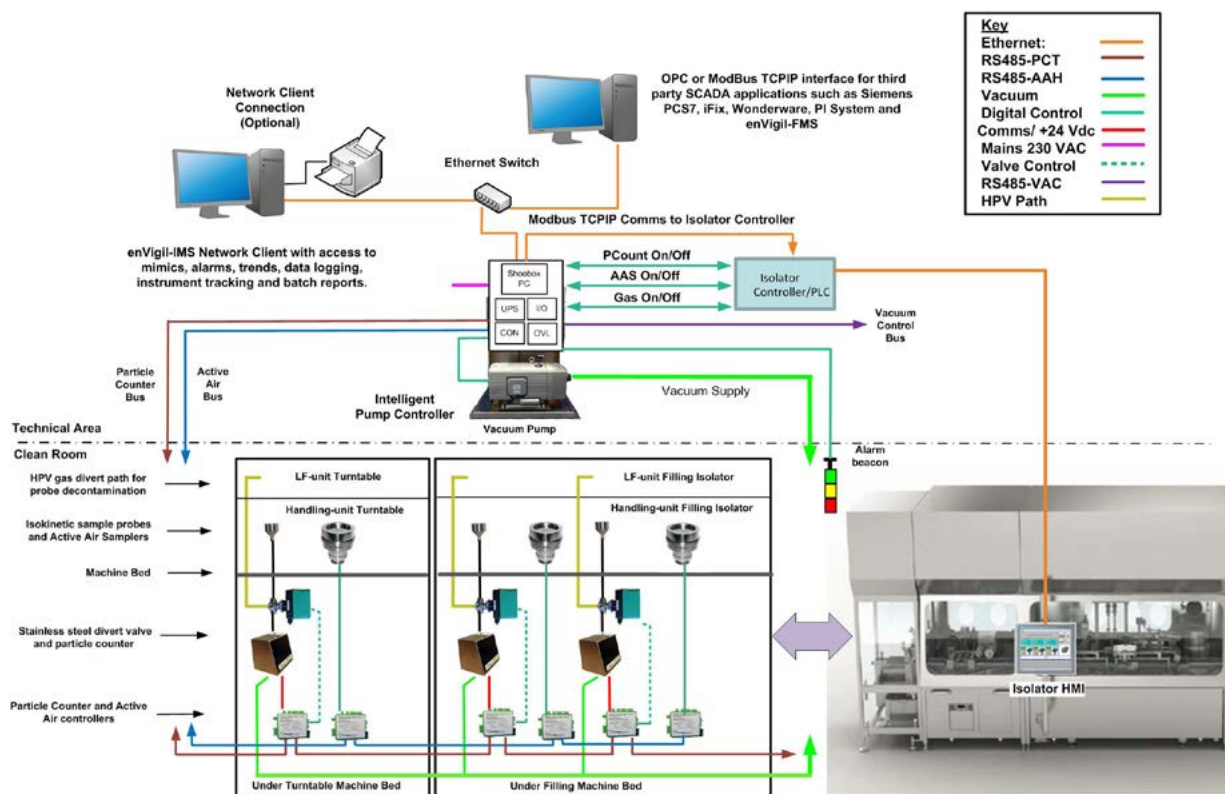 Key
Ethernet:
RS485-PCT
RS485-AAH
Vacuum
Digital Control
Comms/ +24 Vdc
Mains 230 VAC
Valve Control
RS485-VAC
HPV Path
OPC or ModBus TCPIP interface for third
party SCADA applications such as Siemens
PCS7, iFix, Wonderware, PI System and
enVigil-FMS
Network Client
Connection
(Optional)
Ethernet Switch
Modbus TCPIP Comms to Isolator Controller
enVigil-IMS Network Client with access to
mimics, alarms, trends, data logging,
instrument tracking and batch reports.
Shoebox
PC
UPS
I/O
CON
OVL
PCount On/Off
AAS On/Off
Gas On/Off
Isolator
Controller/PLC
Vacuum
Control
Bus
Particle
Counter
Bus
Active
Air
Bus
Intelligent
Pump Controller
Vacuum Pump
Vacuum Supply
Technical Area
Clean Room
Alarm
beacon
HPV gas divert path for
probe decontamination
Isokinetic sample probes
and Active Air Samplers
Machine Bed
Stainless steel divert valve
and particle counter
Particle Counter and Active
Air controllers
LF-unit Turntable
Handling-unit Turntable
LF-unit Filling Isolator
Handling-unit Filling Isolator
Isolator HMI
Under Turntable Machine Bed
Under Filling Machine Bed